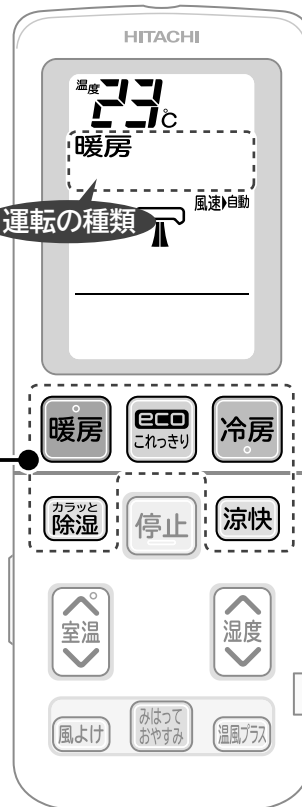 HITACHI
温度 23℃
暖房
運転の種類
風速 自動
暖房
eco
これっきり
冷房
カラッと
除湿
停止
涼快
室温
湿度
風よけ
みはって
おやすみ
温風プラス